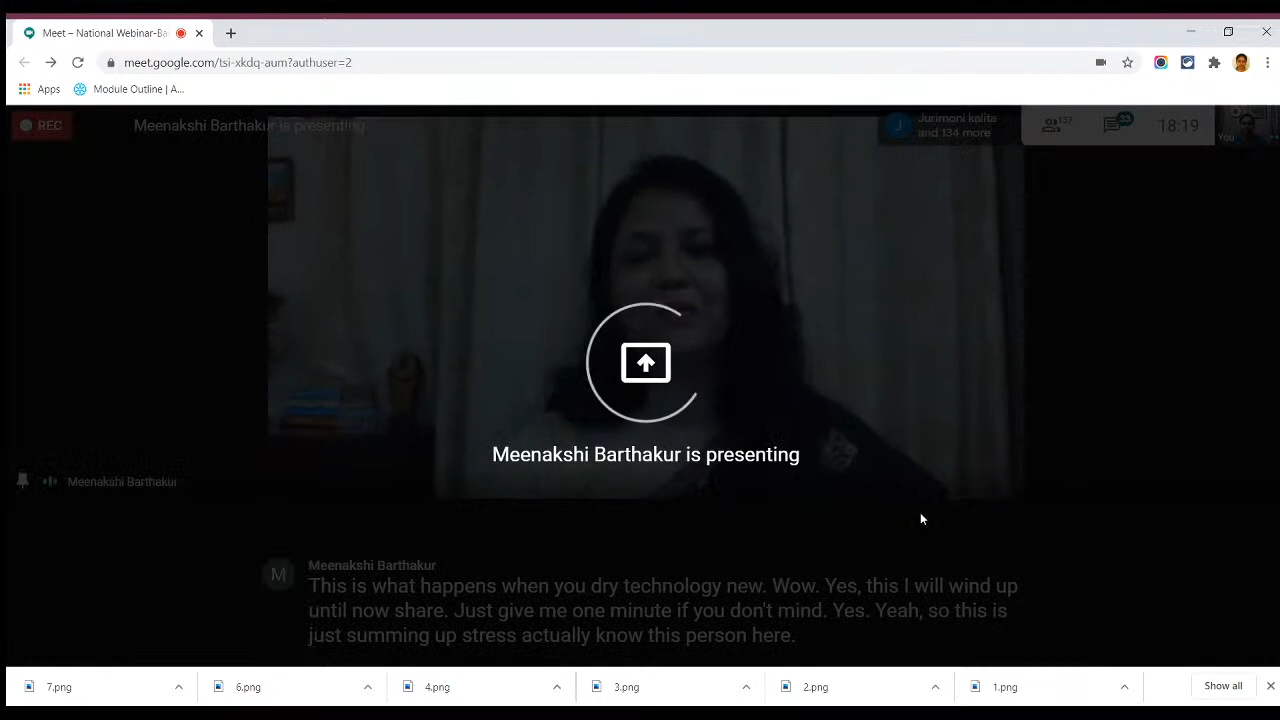 Meet – National Webinar-Ba
meet.google.com/tsi-xkdq-aum?authuser=2
Apps
Module Outline | A...
REC
Meenakshi Barthakur is presenting
J
Jurimoni kalita
and 134 more
137
33
18:19
You
Meenakshi Barthakur is presenting
Meenakshi Barthakur
M
Meenakshi Barthakur
This is what happens when you dry technology new. Wow. Yes, this I will wind up
until now share. Just give me one minute if you don't mind. Yes. Yeah, so this is
just summing up stress actually know this person here.
7.png
6.png
4.png
3.png
2.png
1.png
Show all